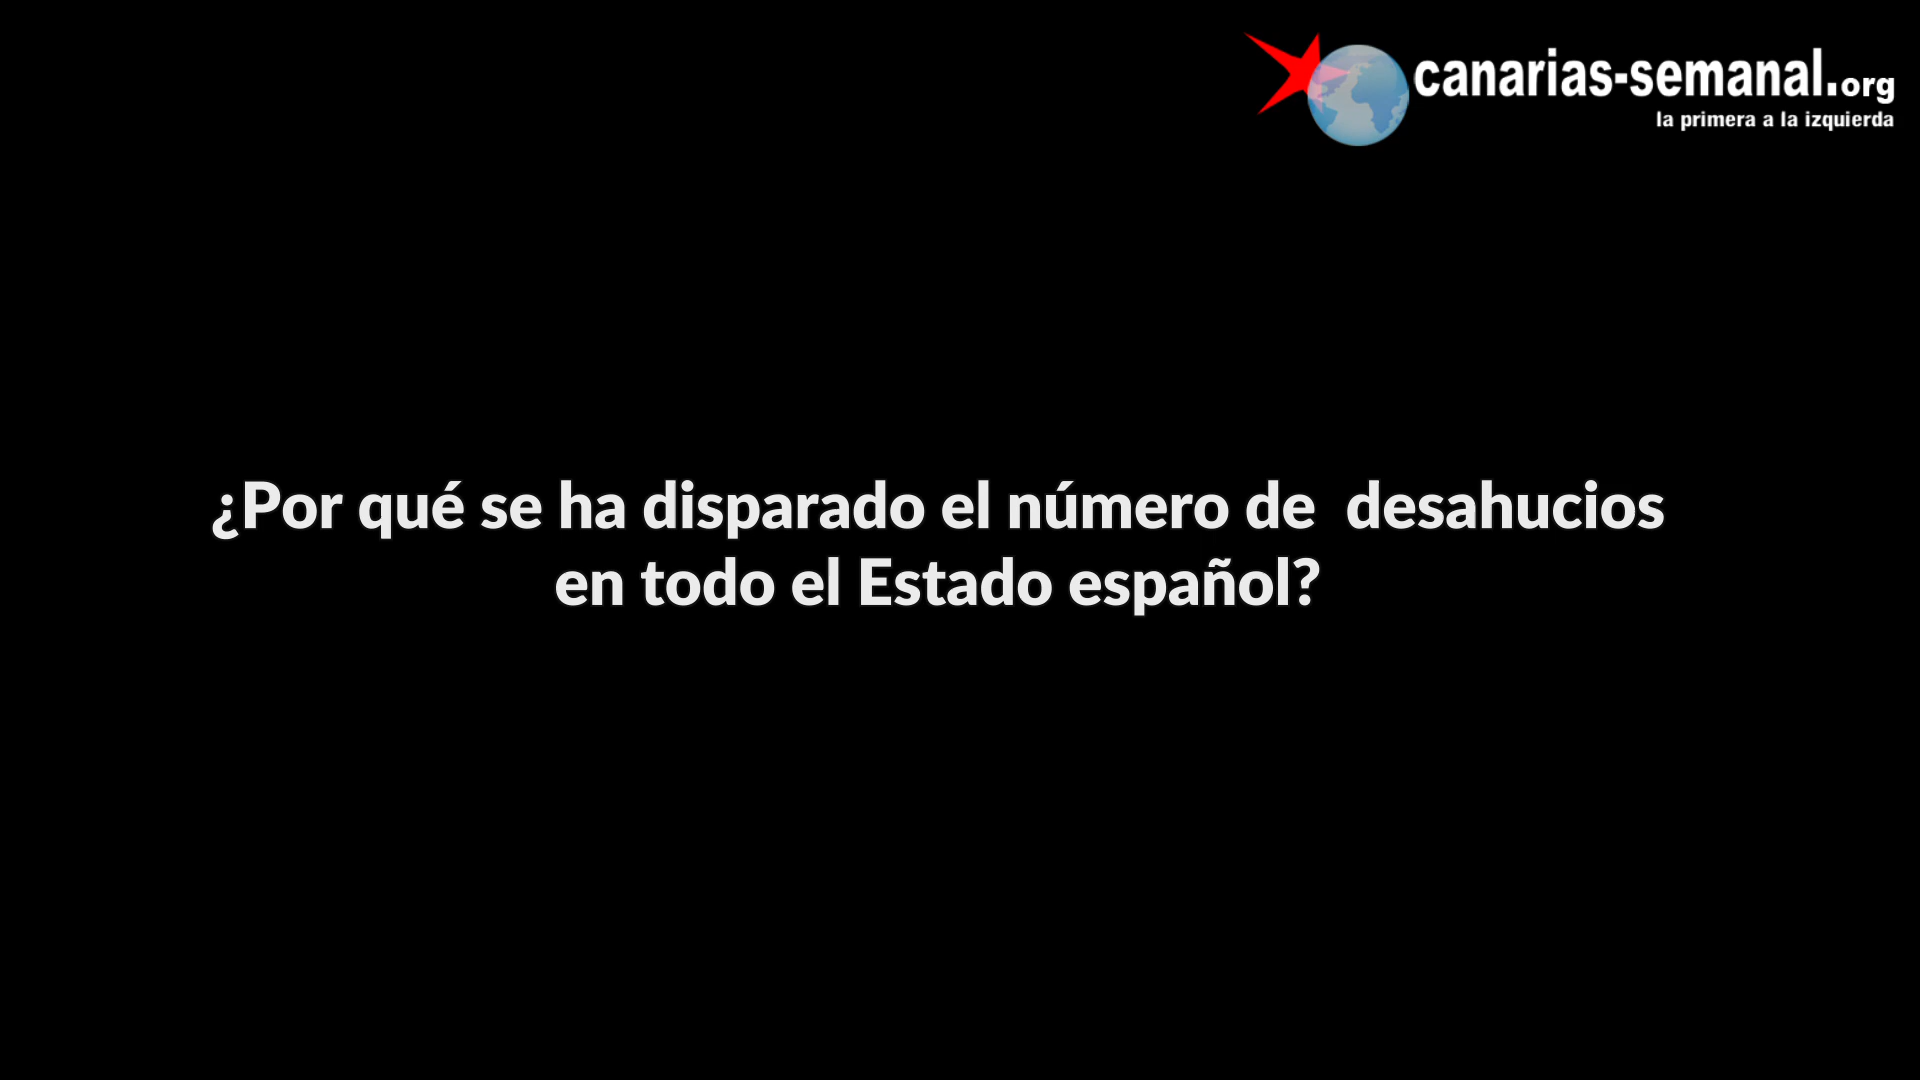 canarias-semanal.org
la primera a la izquierda
¿Por qué se ha disparado el número de  desahucios
en todo el Estado español?